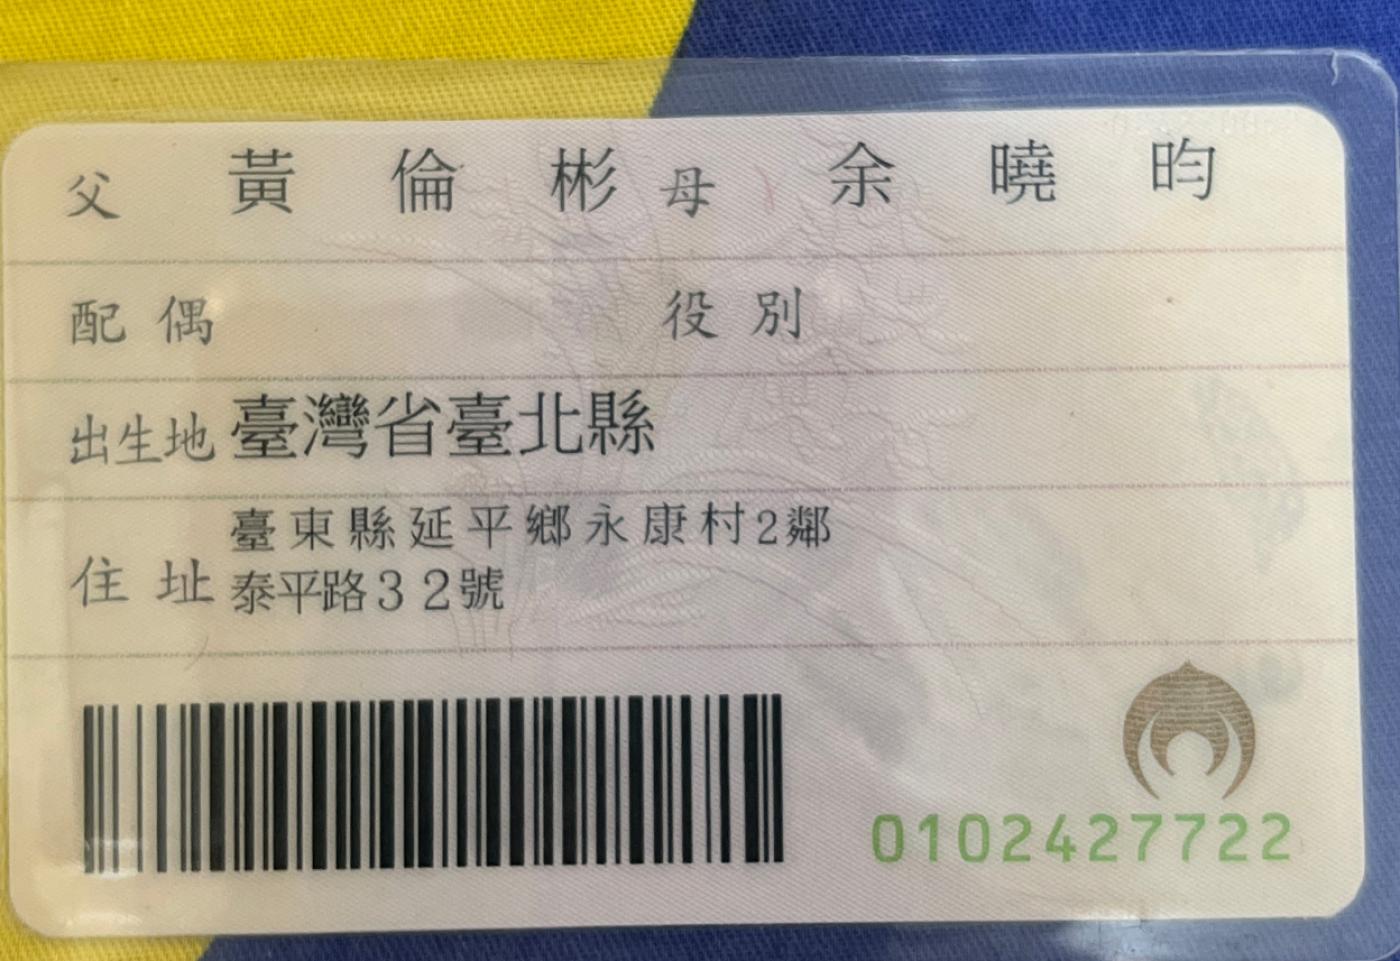 父 黃倫彬 母 余曉昀
配偶 役別
出生地 臺灣省臺北縣
住址 臺東縣延平鄉永康村2鄰
泰平路32號
0102427722